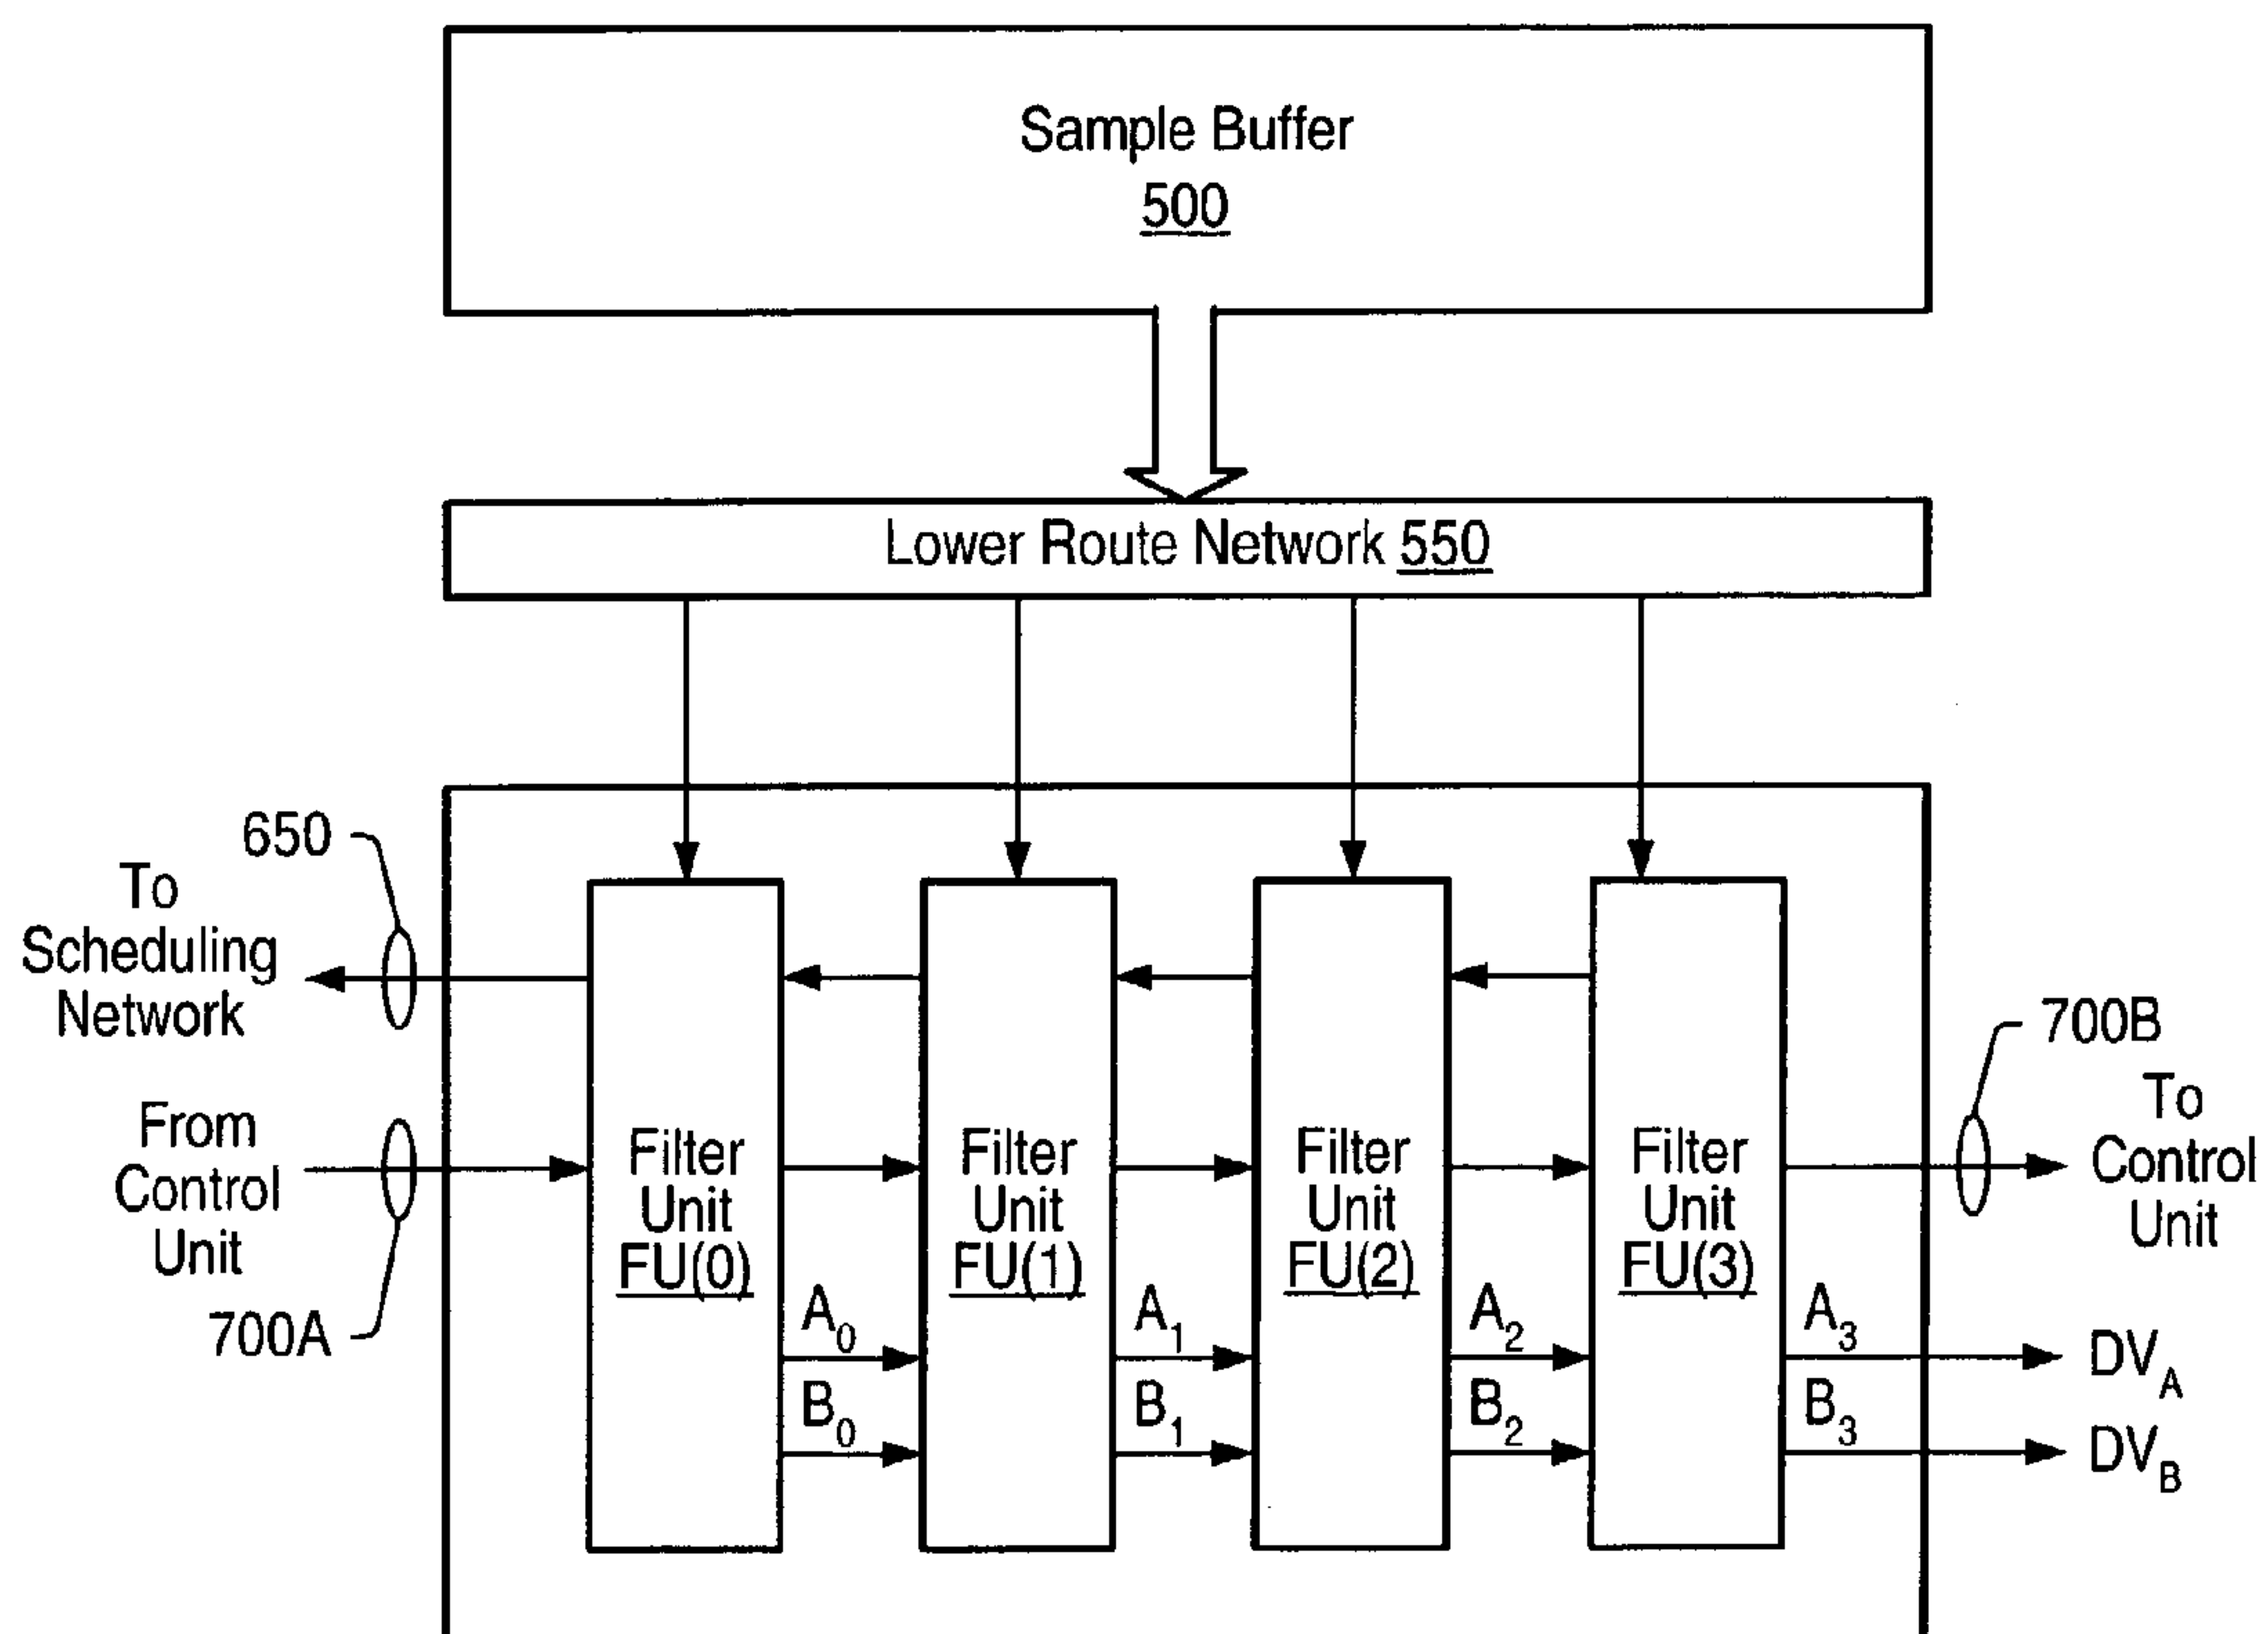 Sample Buffer
500
Lower Route Network 550
650
To
Scheduling
Network
From
Control
Unit
700A
Filter
Unit
FU(0)
A0
B0
Filter
Unit
FU(1)
A1
B1
Filter
Unit
FU(2)
A2
B2
Filter
Unit
FU(3)
A3
B3
700B
To
Control
Unit
DVA
DVB